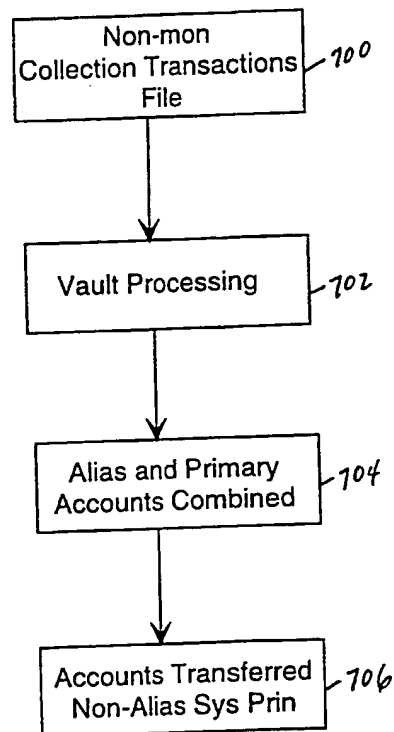 Non-mon
Collection Transactions
File
700
Vault Processing
702
Alias and Primary
Accounts Combined
704
Accounts Transferred
Non-Alias Sys Prin
706